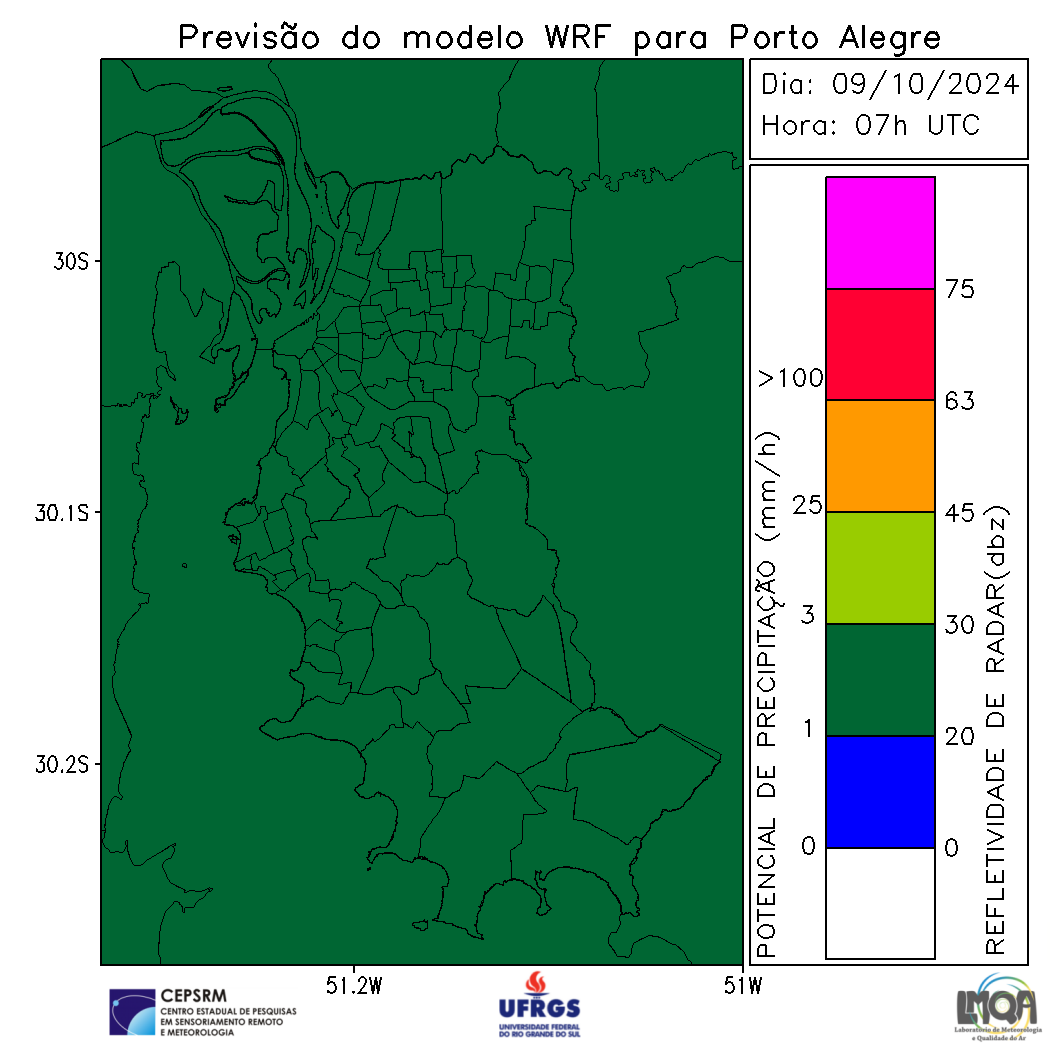 Previsão do modelo WRF para Porto Alegre
Dia: 09/10/2024
Hora: 07h UTC
30S
30.1S
30.2S
51.2W
51W
POTENCIAL DE PRECIPITAÇÃO (mm/h)
>100
25
3
1
0
75
63
45
30
20
0
REFLETIVIDADE DE RADAR(dbz)
CEPSRM
CENTRO ESTADUAL DE PESQUISAS
EM SENSORIAMENTO REMOTO
E METEOROLOGIA
UFRGS
UNIVERSIDADE FEDERAL
DO RIO GRANDE DO SUL
LMQA
Laboratório de Meteorologia
e Qualidade do Ar